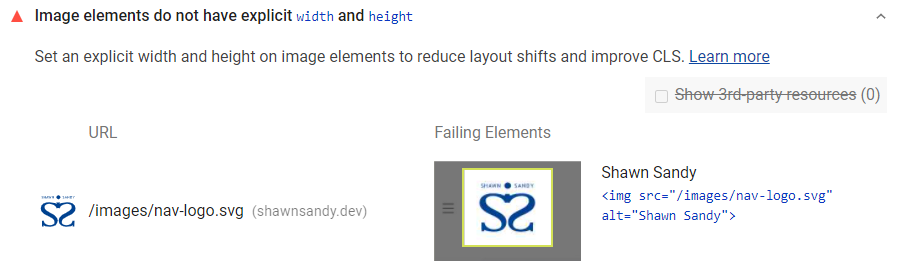 Image elements do not have explicit width and height
Set an explicit width and height on image elements to reduce layout shifts and improve CLS. Learn more
Show 3rd-party resources (0)
URL
Failing Elements
SHAWN SANDY
/images/nav-logo.svg (shawnsandy.dev)
SHAWN SANDY
Shawn Sandy
<img src="/images/nav-logo.svg"
alt="Shawn Sandy">